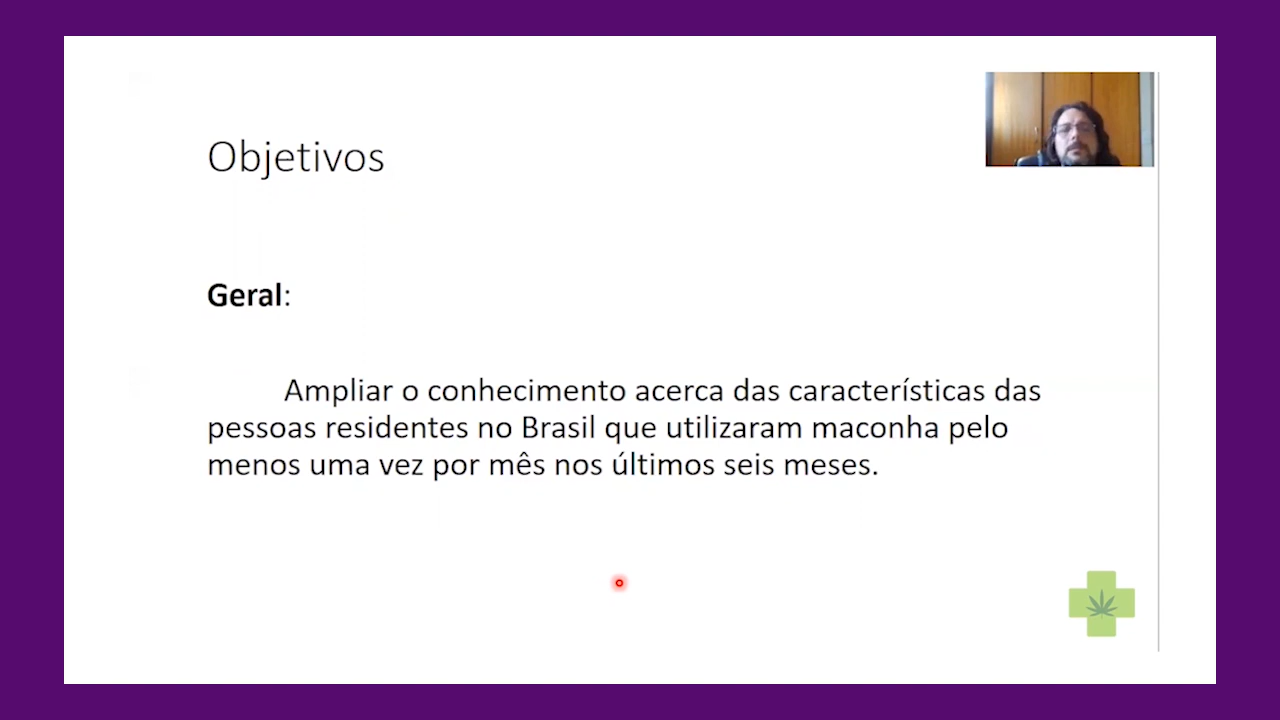 Objetivos
Geral:
Ampliar o conhecimento acerca das características das
pessoas residentes no Brasil que utilizaram maconha pelo
menos uma vez por mês nos últimos seis meses.